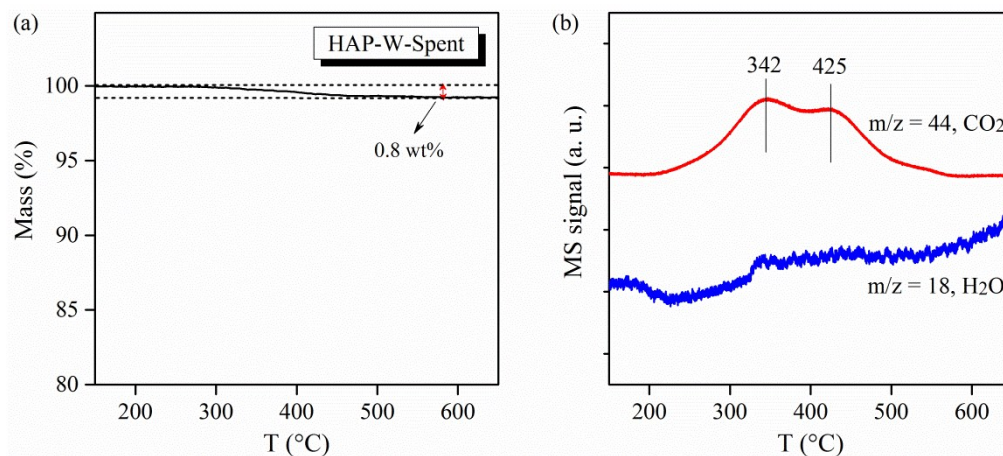 (a)
HAP-W-Spent
100
95
90
85
80
0.8 wt%
Mass (%)
200 300 400 500 600
T (°C)
(b)
342 425
m/z = 44, CO2
m/z = 18, H2O
MS signal (a. u.)
200 300 400 500 600
T (°C)